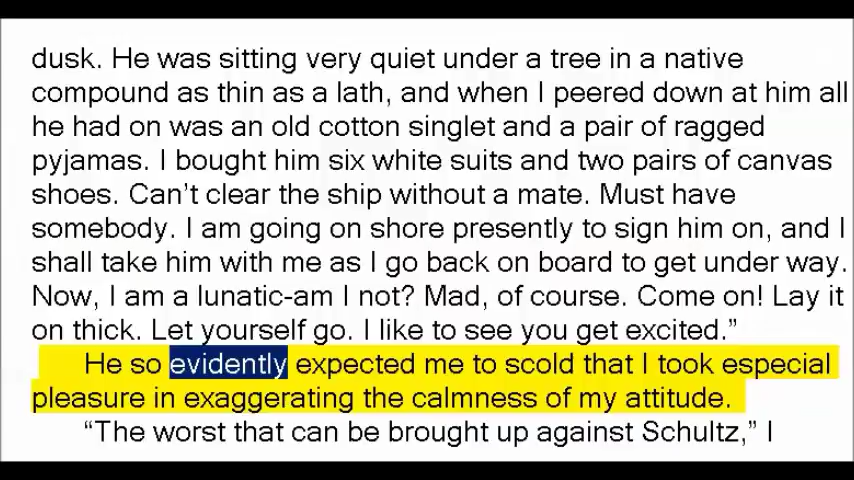 dusk. He was sitting very quiet under a tree in a native
compound as thin as a lath, and when I peered down at him all
he had on was an old cotton singlet and a pair of ragged
pyjamas. I bought him six white suits and two pairs of canvas
shoes. Can’t clear the ship without a mate. Must have
somebody. I am going on shore presently to sign him on, and I
shall take him with me as I go back on board to get under way.
Now, I am a lunatic-am I not? Mad, of course. Come on! Lay it
on thick. Let yourself go. I like to see you get excited.”
He so evidently expected me to scold that I took especial
pleasure in exaggerating the calmness of my attitude.
“The worst that can be brought up against Schultz,” I